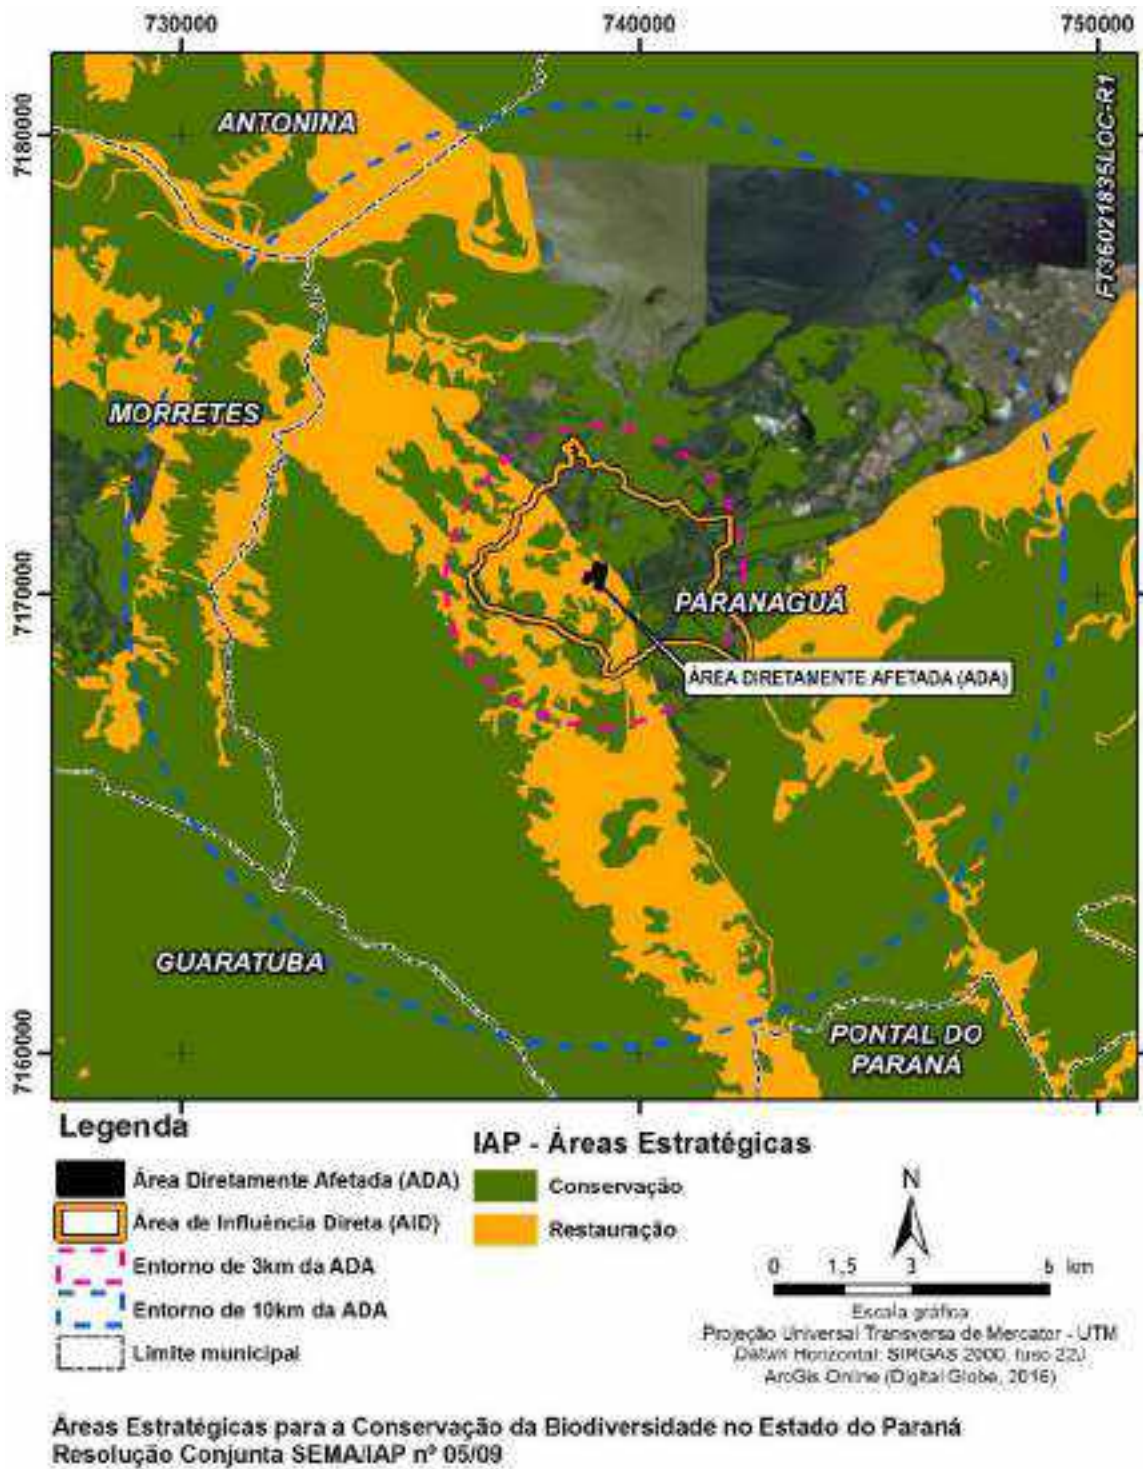 730000 740000 750000
7180000
7170000
7160000
ANTONINA
F1736021835LOC-R1
MORRETES
PARANAGUÁ
ÁREA DIRETAMENTE AFETADA (ADA)
GUARATUBA
PONTAL DO
PARANÁ
Legenda
Área Diretamente Afetada (ADA)
Área de Influência Direta (AID)
Entorno de 3km da ADA
Entorno de 10km da ADA
Limite municipal
IAP - Áreas Estratégicas
Conservação
Restauração
N
0 1,5 3 6 km
Escala gráfica
Projeção Universal Transversa de Mercator - UTM
Datum Horizontal: SIRGAS 2000, fuso 22J
ArcGis Online (Digital Globe, 2016)
Áreas Estratégicas para a Conservação da Biodiversidade no Estado do Paraná
Resolução Conjunta SEMA/IAP nº 05/09